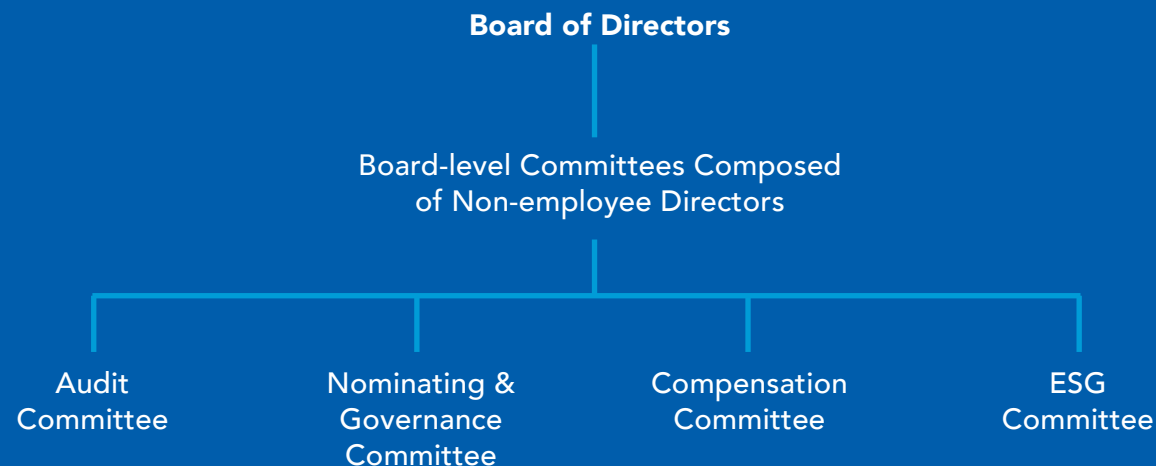 Board of Directors
Board-level Committees Composed
of Non-employee Directors
Audit
Committee
Nominating &
Governance
Committee
Compensation
Committee
ESG
Committee